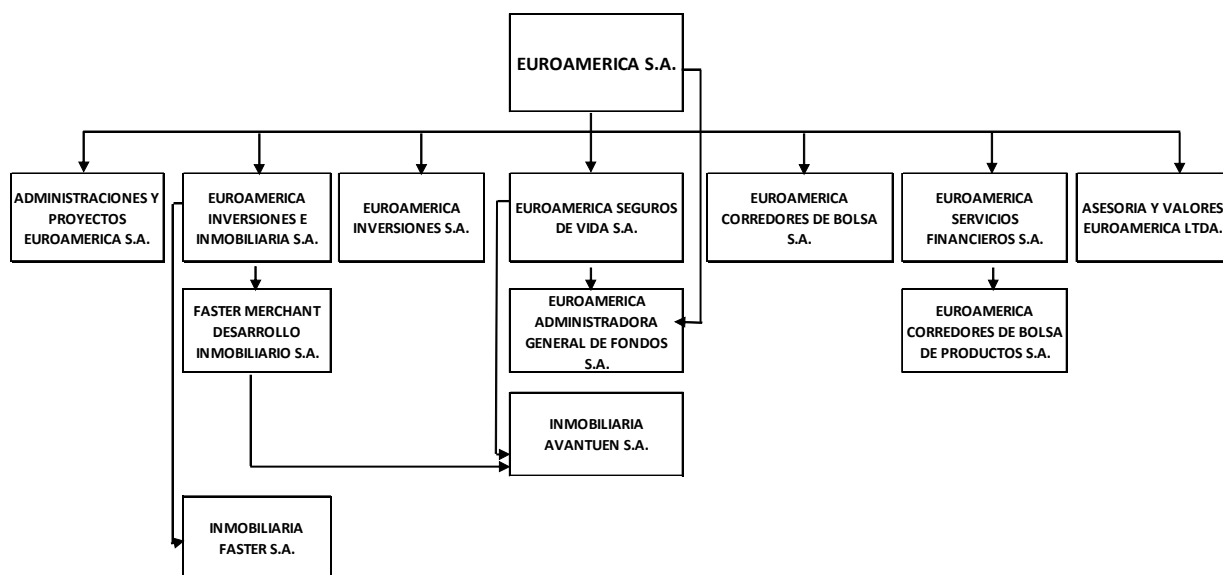 EUROAMERICA S.A.
ADMINISTRACIONES Y
PROYECTOS
EUROAMERICA S.A.
EUROAMERICA
INVERSIONES E
INMOBILIARIA S.A.
EUROAMERICA
INVERSIONES S.A.
EUROAMERICA SEGUROS
DE VIDA S.A.
EUROAMERICA
CORREDORES DE BOLSA
S.A.
EUROAMERICA
SERVICIOS
FINANCIEROS S.A.
ASESORIA Y VALORES
EUROAMERICA LTDA.
FASTER MERCHANT
DESARROLLO
INMOBILIARIO S.A.
EUROAMERICA
ADMINISTRADORA
GENERAL DE FONDOS
S.A.
EUROAMERICA
CORREDORES DE BOLSA
DE PRODUCTOS S.A.
INMOBILIARIA
AVANTUEN S.A.
INMOBILIARIA
FASTER S.A.